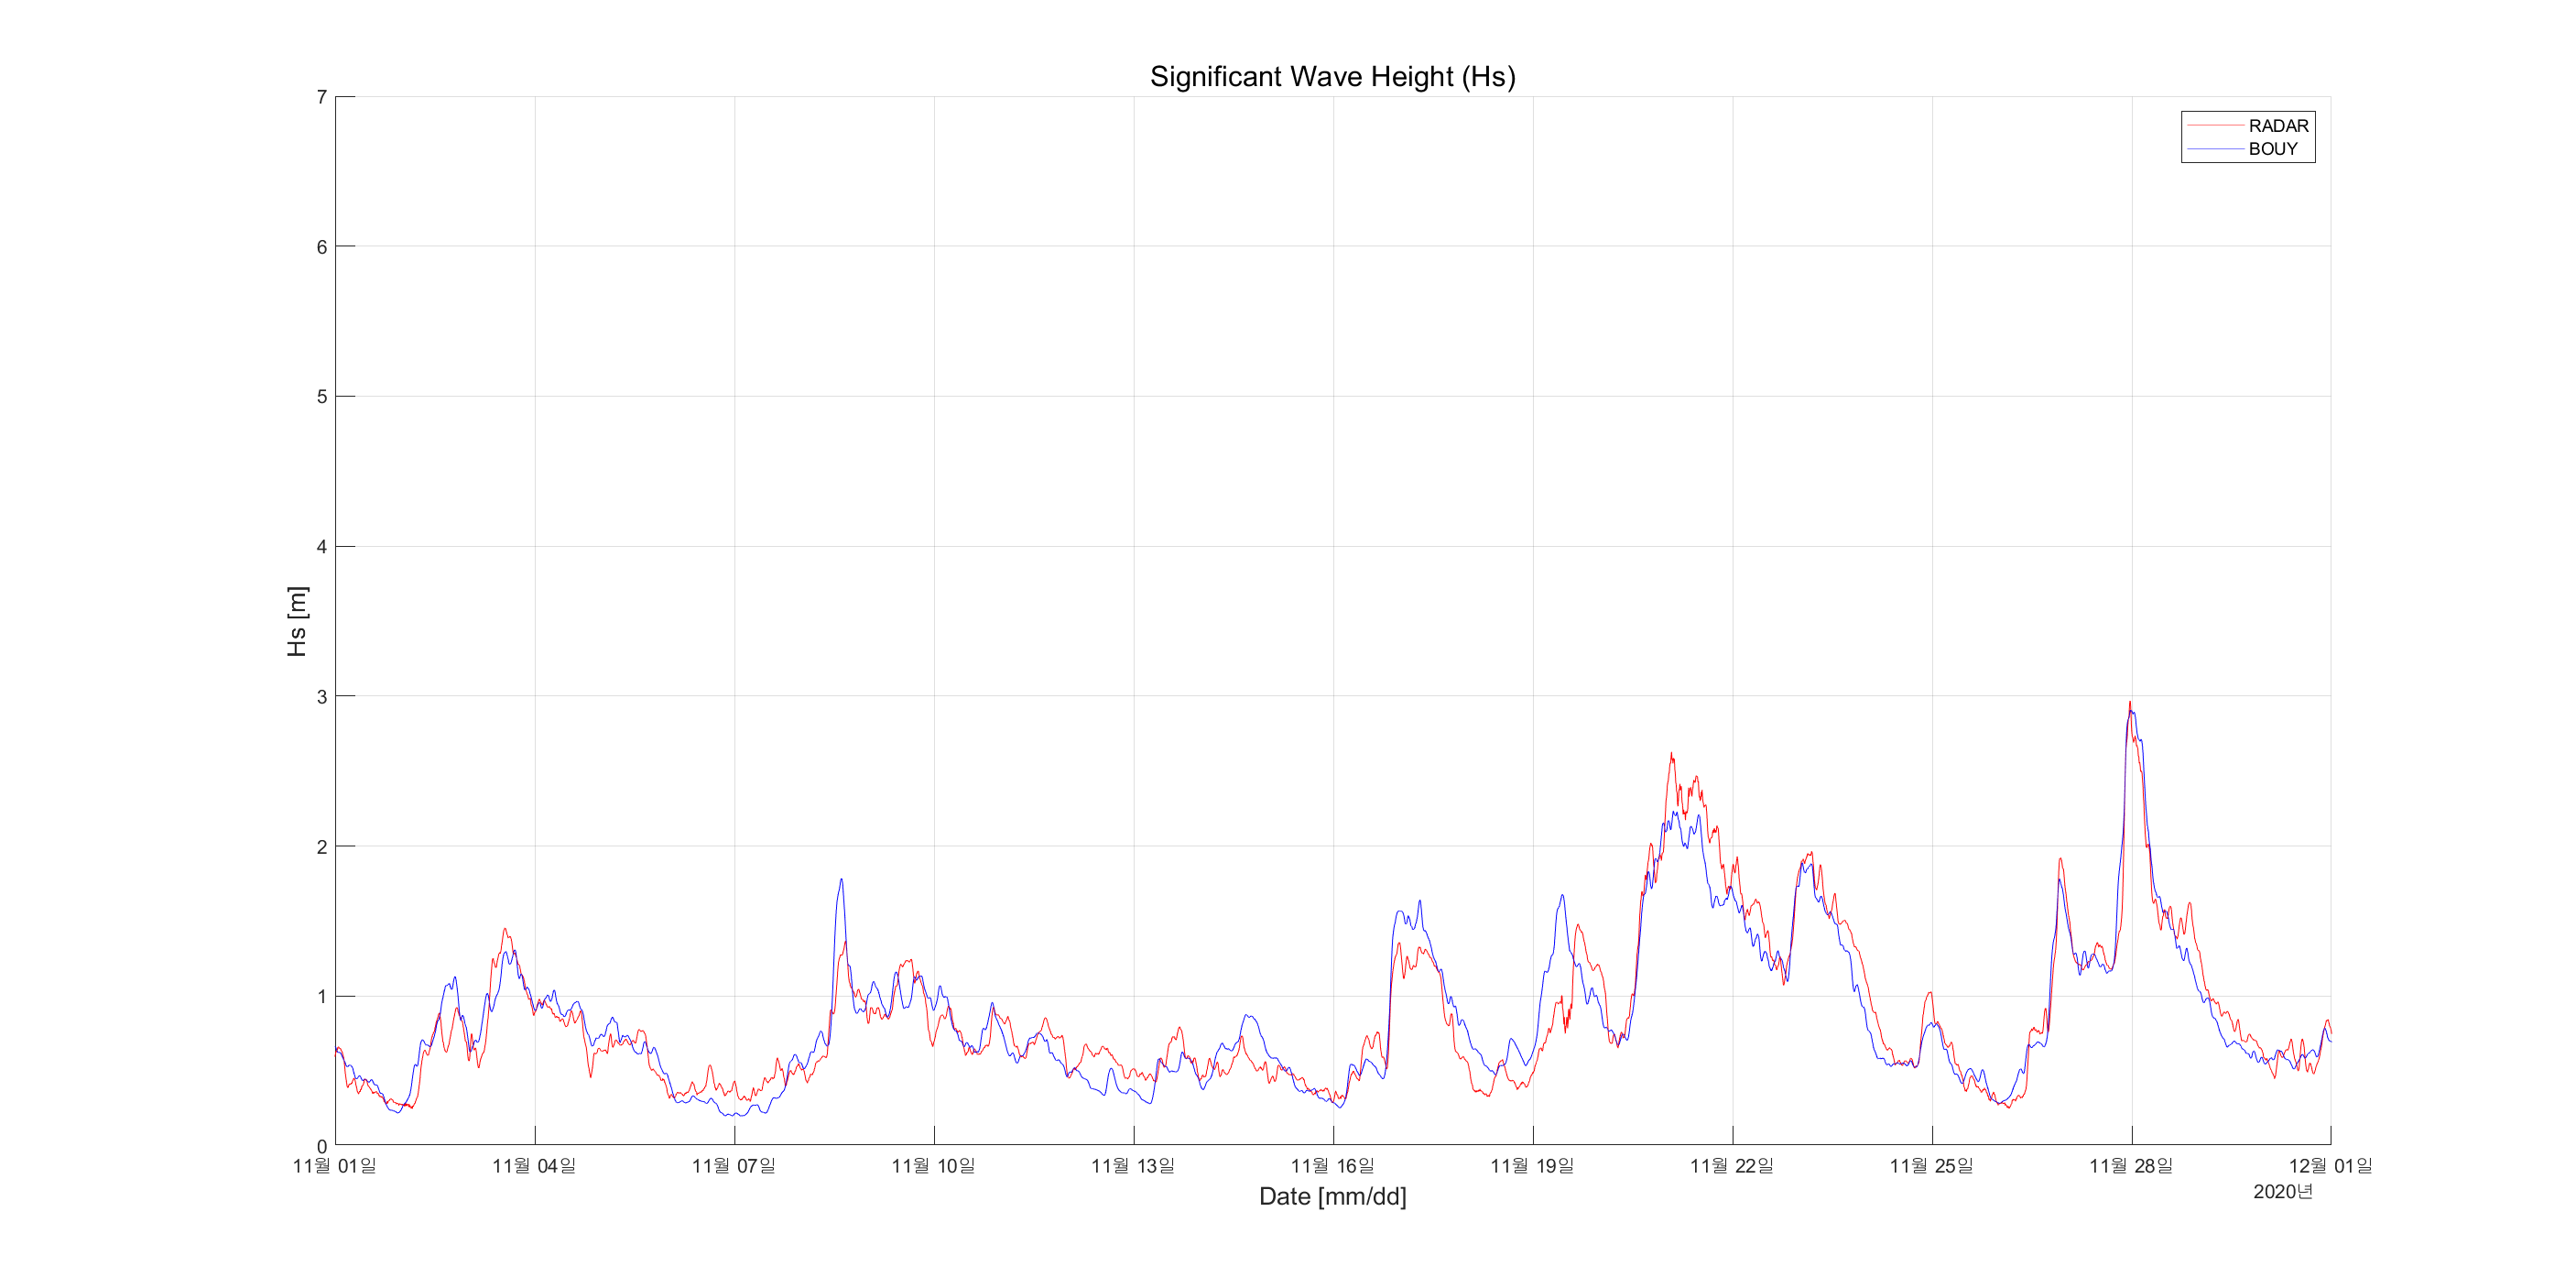 Significant Wave Height (Hs)
RADAR
BOUY
7
6
5
4
3
2
1
0
Hs [m]
11월 01일 11월 04일 11월 07일 11월 10일 11월 13일 11월 16일 11월 19일 11월 22일 11월 25일 11월 28일 12월 01일
2020년
Date [mm/dd]